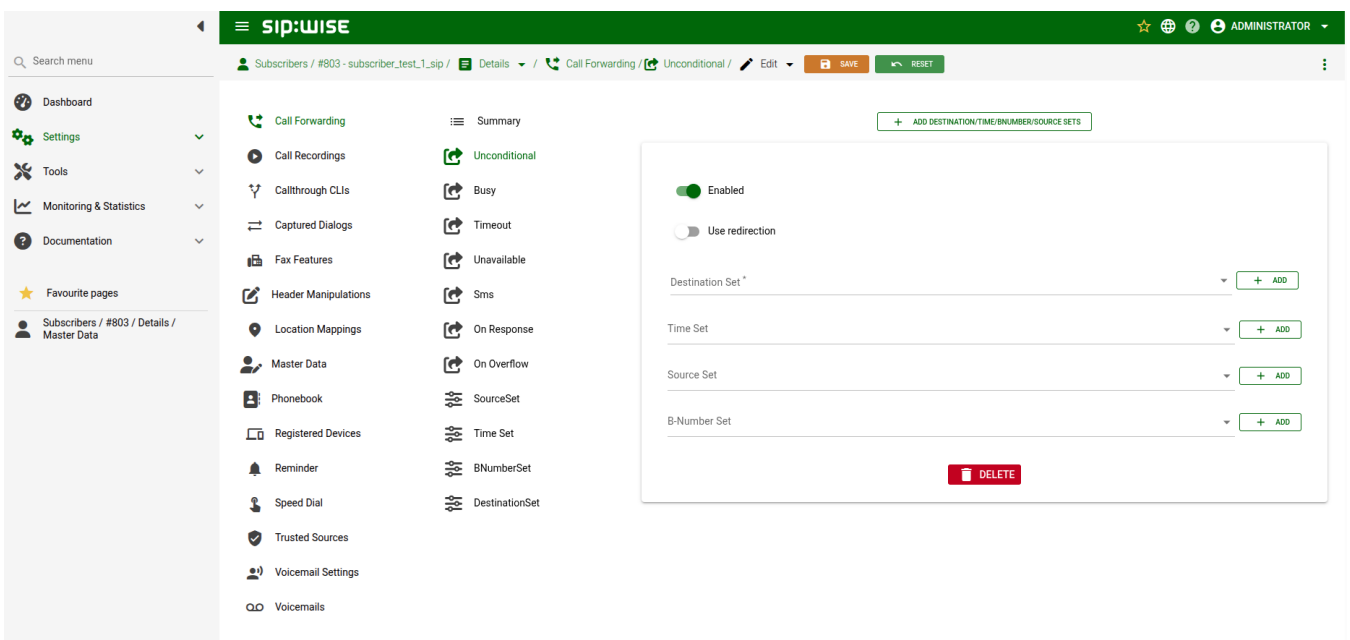 sip:wise
ADMINISTRATOR
Search menu
Subscribers / #803 - subscriber_test_1_sip / Details / Call Forwarding / Unconditional / Edit SAVE RESET
Dashboard
Settings
Tools
Monitoring & Statistics
Documentation
Favourite pages
Subscribers / #803 / Details /
Master Data
Call Forwarding
Call Recordings
Callthrough CLIs
Captured Dialogs
Fax Features
Header Manipulations
Location Mappings
Master Data
Phonebook
Registered Devices
Reminder
Speed Dial
Trusted Sources
Voicemail Settings
Voicemails
Summary
Unconditional
Busy
Timeout
Unavailable
Sms
On Response
On Overflow
SourceSet
Time Set
BNumberSet
DestinationSet
+ ADD DESTINATION/TIME/BNUMBER/SOURCE SETS
Enabled
Use redirection
Destination Set * + ADD
Time Set + ADD
Source Set + ADD
B-Number Set + ADD
DELETE